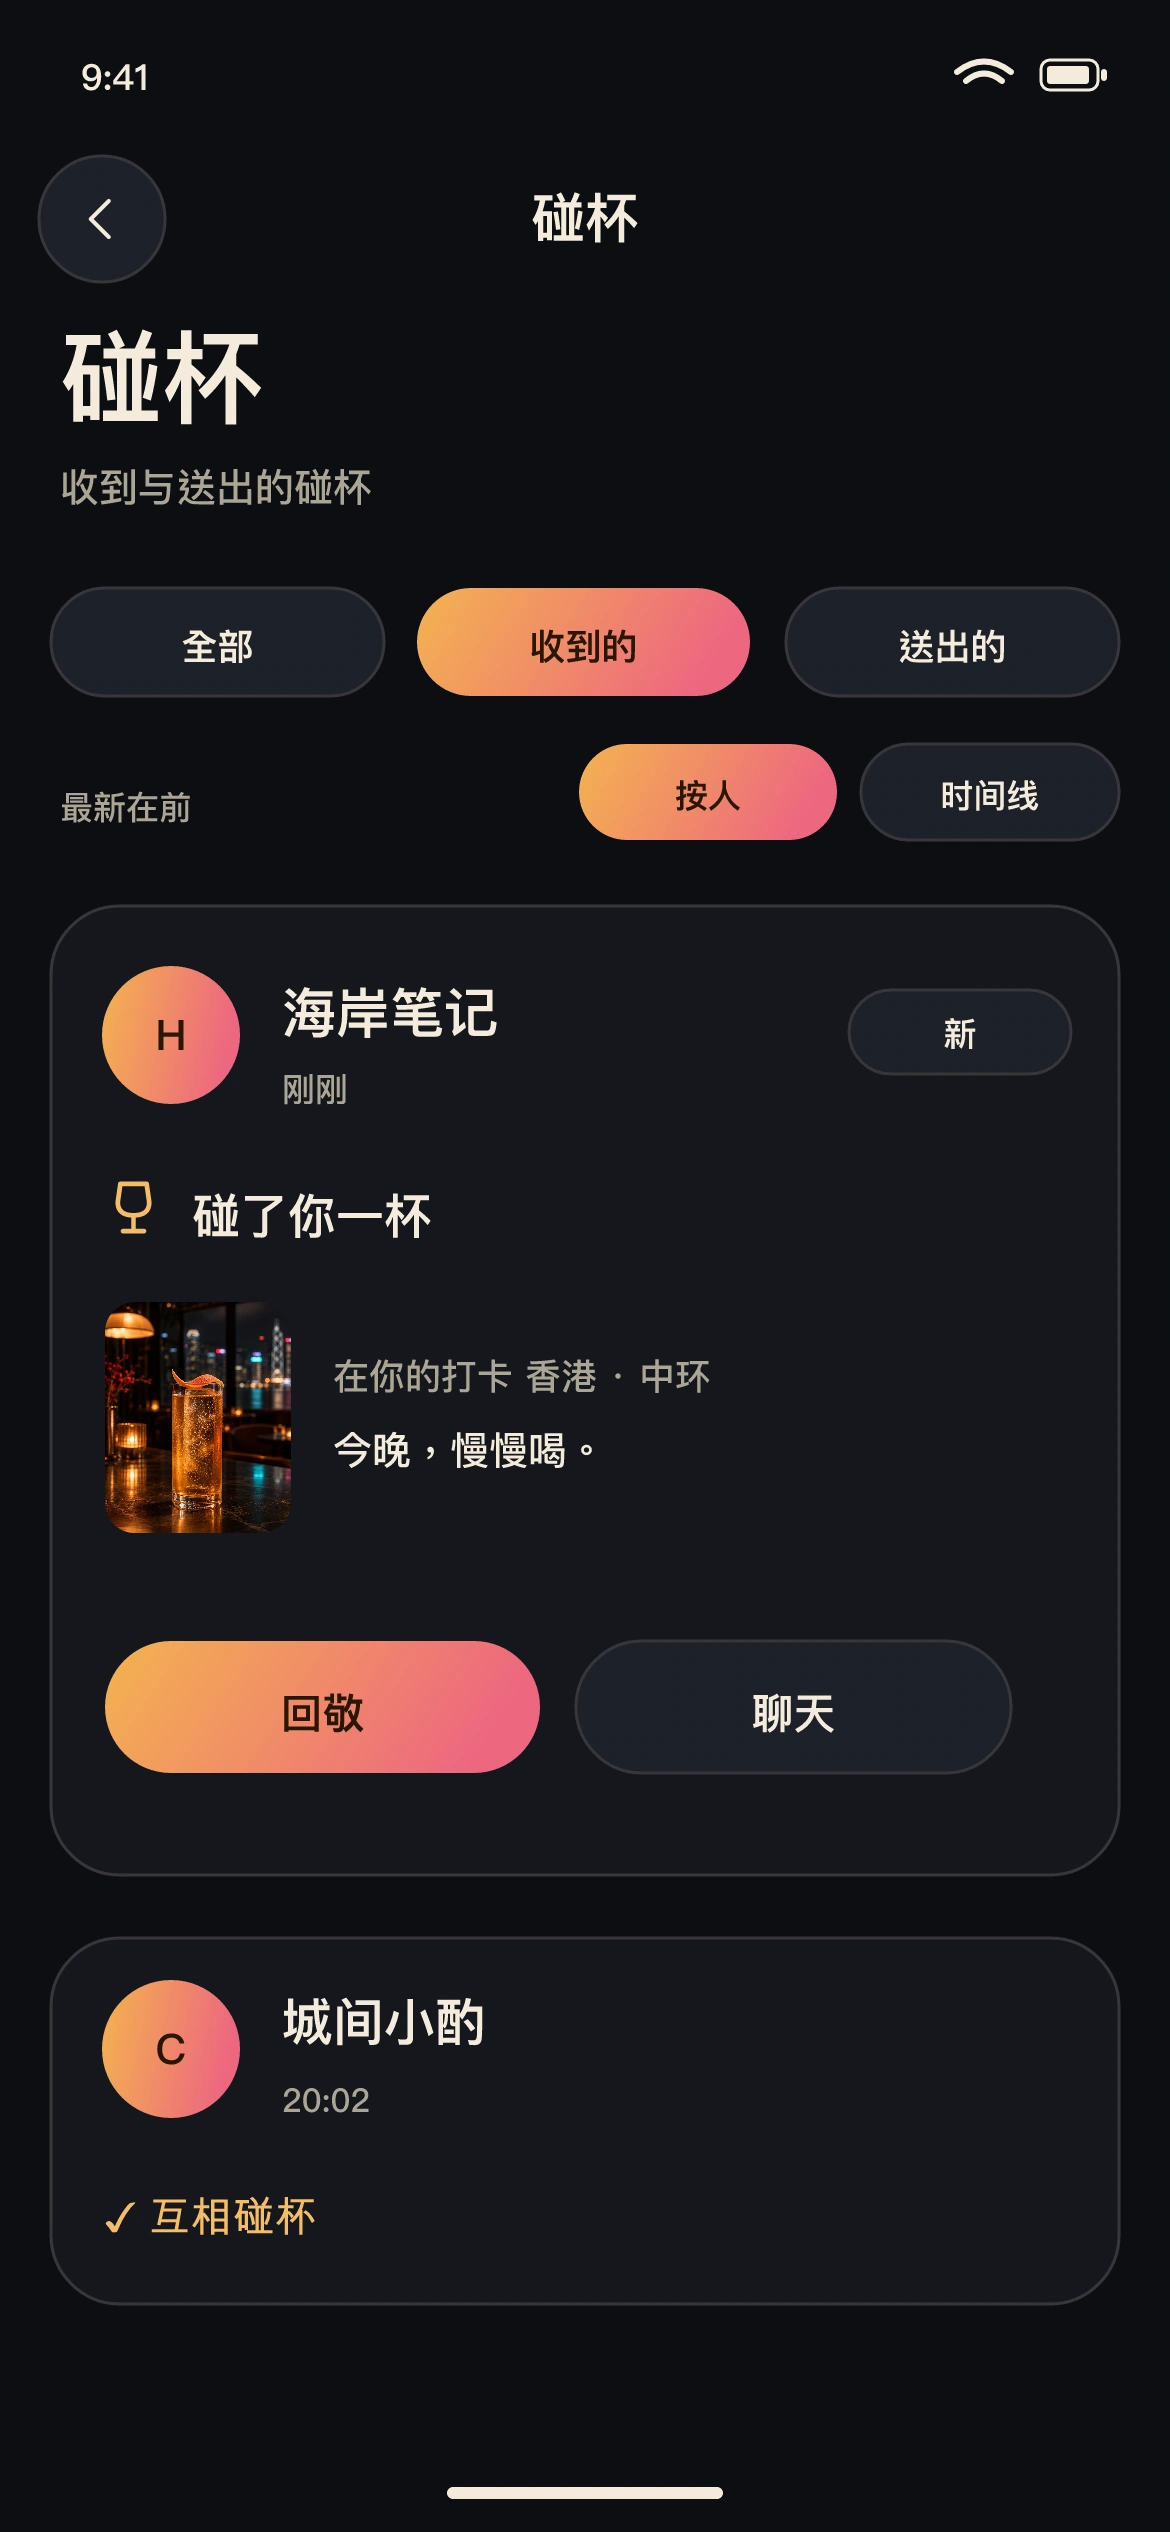 9:41
碰杯
碰杯
收到与送出的碰杯
全部
收到的
送出的
最新在前
按人
时间线
H
海岸笔记
新
刚刚
碰了你一杯
在你的打卡 香港 · 中环
今晚，慢慢喝。
回敬
聊天
C
城间小酌
20:02
✓ 互相碰杯